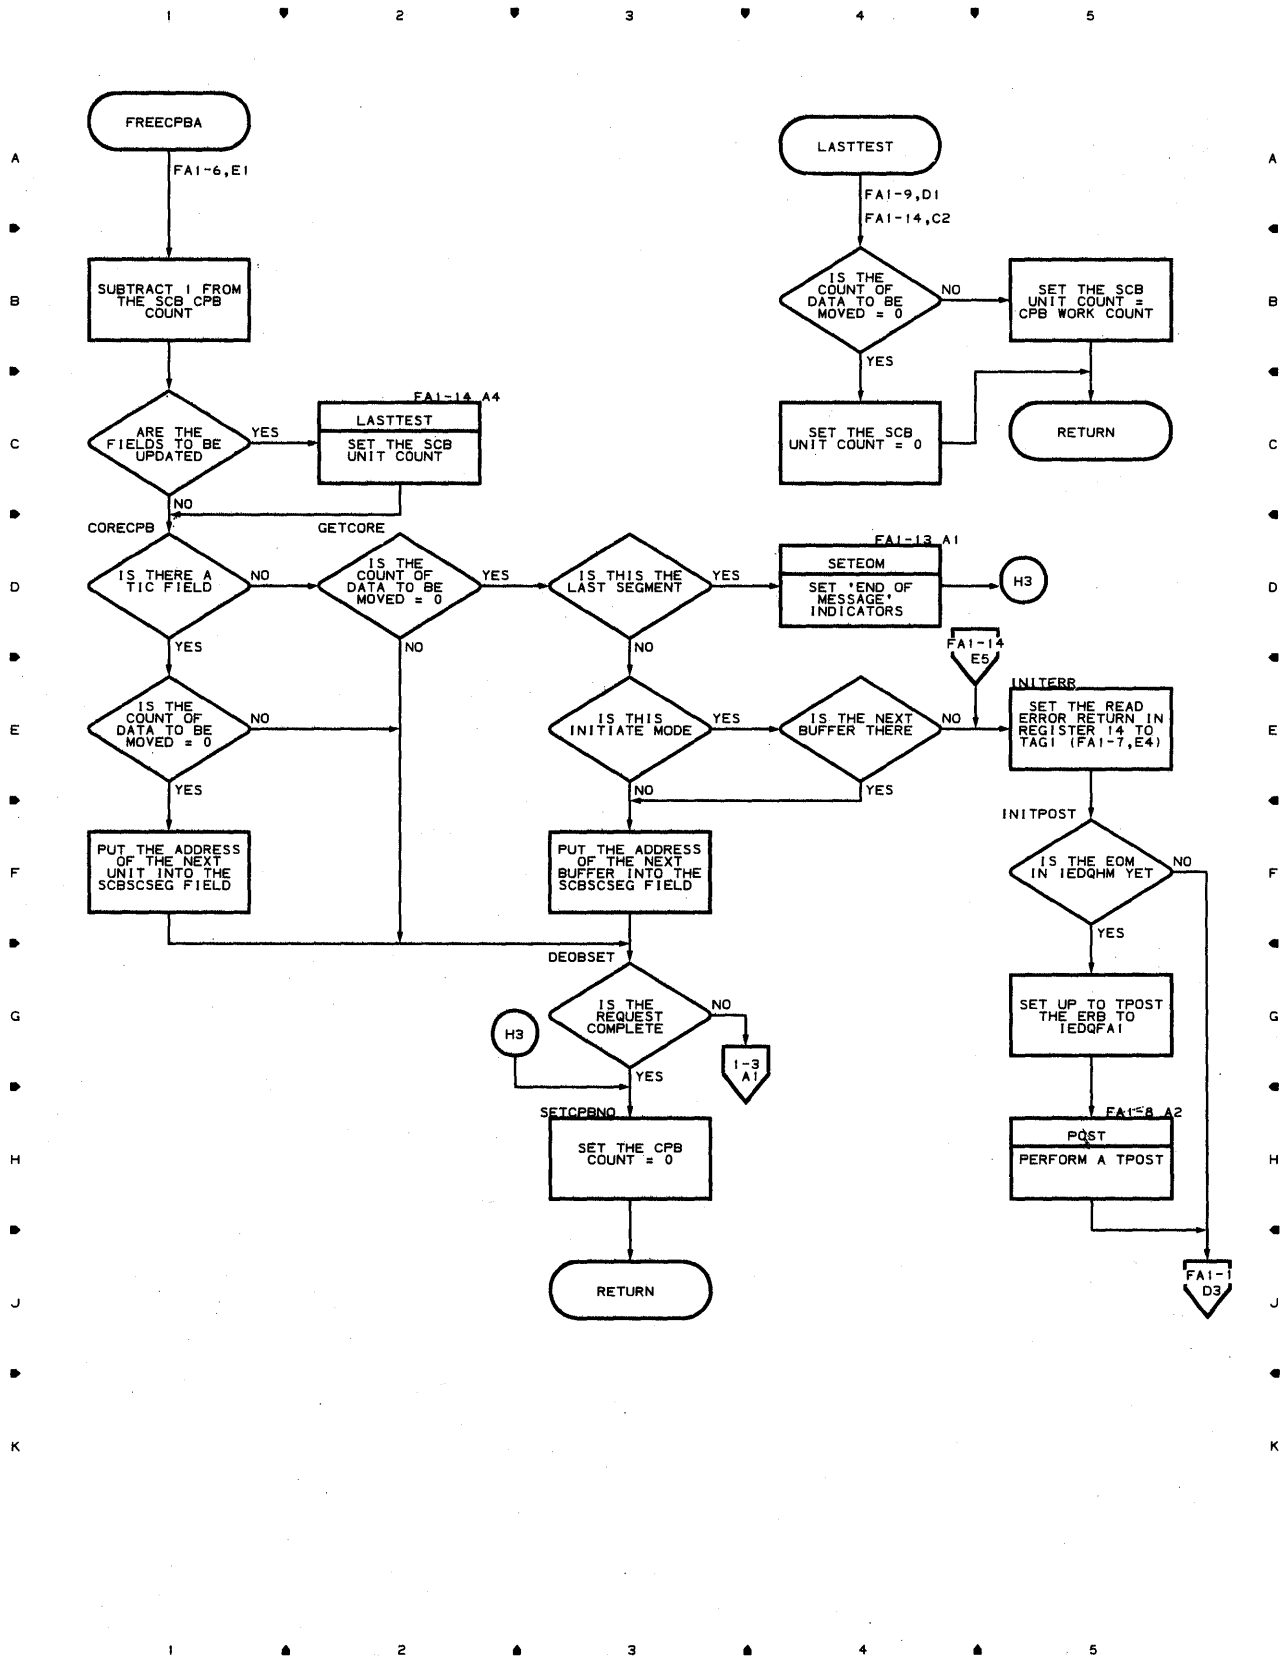 1 2 3 4 5
FREECPBA
FA1-6,E1
LASTTEST
A A
FA1-9,D1
FA1-14,C2
SUBTRACT 1 FROM
THE SCB CPB
COUNT
IS THE
COUNT OF
DATA TO BE
MOVED = 0
NO
SET THE SCB
UNIT COUNT =
CPB WORK COUNT
B B
YES
ARE THE
FIELDS TO BE
UPDATED
YES
FA1-14 A4
LASTTEST
SET THE SCB
UNIT COUNT
SET THE SCB
UNIT COUNT = 0
RETURN
C C
NO
CORECPB
GETCORE
IS THERE A
TIC FIELD
NO
IS THE
COUNT OF
DATA TO BE
MOVED = 0
YES
IS THIS THE
LAST SEGMENT
YES
FA1-13 A1
SETEOM
SET 'END OF
MESSAGE'
INDICATORS
H3
D D
YES
NO
NO
FA1-14
E5
IS THE
COUNT OF
DATA TO BE
MOVED = 0
NO
IS THIS
INITIATE MODE
YES
IS THE NEXT
BUFFER THERE
NO
INITERR
SET THE READ
ERROR RETURN IN
REGISTER 14 TO
TAG1 (FA1-7,E4)
E E
YES
NO
YES
INITPOST
PUT THE ADDRESS
OF THE NEXT
UNIT INTO THE
SCBSCSEG FIELD
PUT THE ADDRESS
OF THE NEXT
BUFFER INTO THE
SCBSCSEG FIELD
IS THE EOM
IN IEDQHM YET
NO
F F
YES
DEOBSET
IS THE
REQUEST
COMPLETE
NO
H3
1-3
A1
SET UP TO TPOST
THE ERB TO
IEDQFA1
G G
YES
SETCPBNO
SET THE CPB
COUNT = 0
FA1-8 A2
POST
PERFORM A TPOST
H H
RETURN
FA1-1
D3
J J
K K
1 2 3 4 5